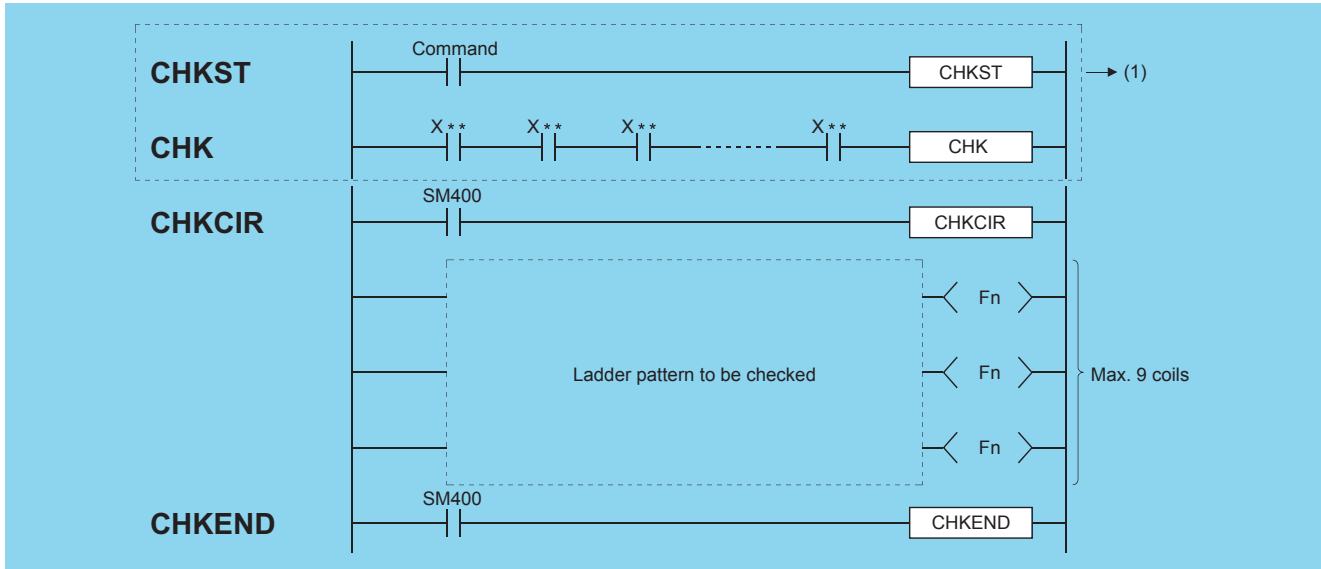 Command
CHKST CHKST (1)
X ** X ** X ** X **
CHK CHK
SM400
CHKCIR CHKCIR
Fn
Ladder pattern to be checked Fn Max. 9 coils
Fn
SM400
CHKEND CHKEND